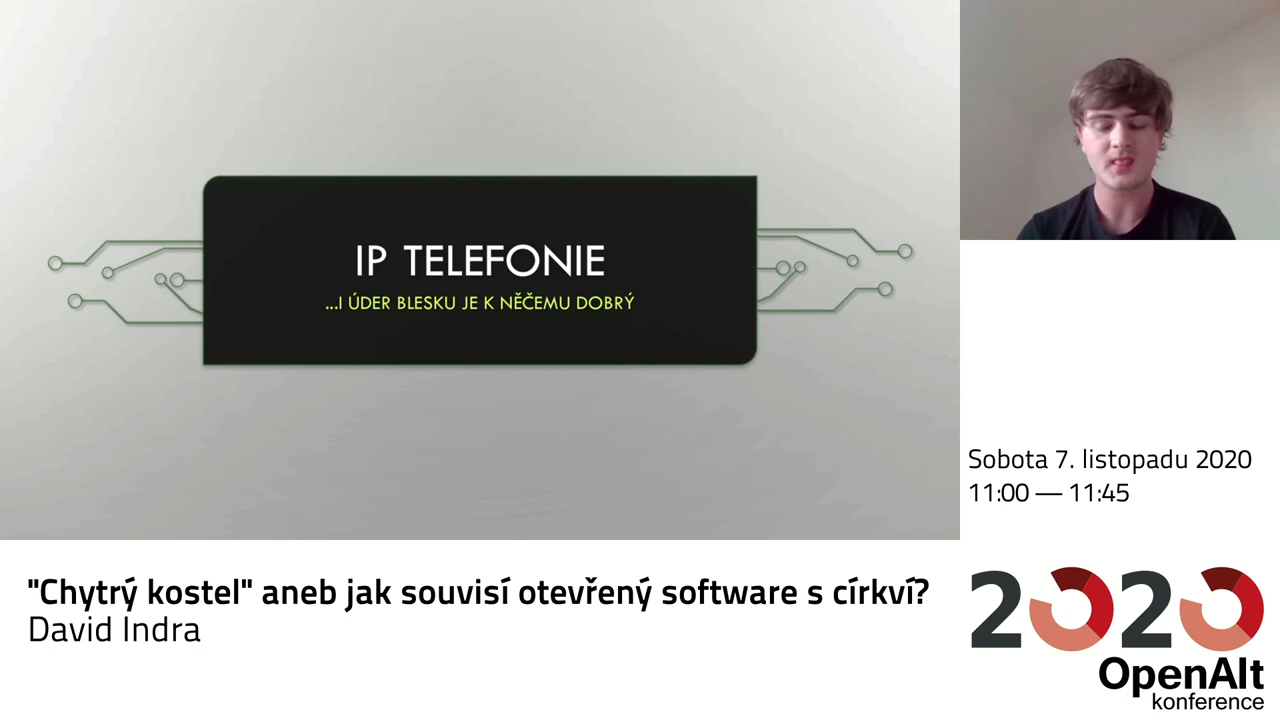 IP TELEFONIE
...I ÚDER BLESKU JE K NĚČEMU DOBRÝ
Sobota 7. listopadu 2020
11:00 — 11:45
"Chytrý kostel" aneb jak souvisí otevřený software s církví?
David Indra
2020
OpenAlt
konference